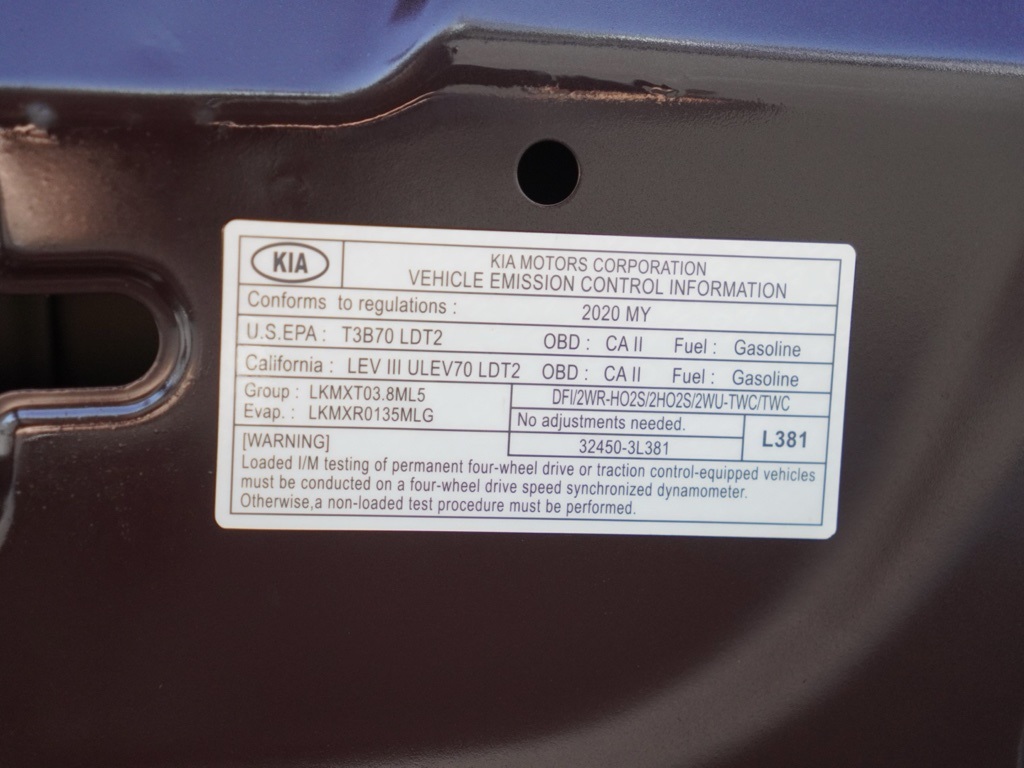 KIA
KIA MOTORS CORPORATION
VEHICLE EMISSION CONTROL INFORMATION
Conforms to regulations : 2020 MY
U.S.EPA : T3B70 LDT2 OBD : CA II Fuel : Gasoline
California : LEV III ULEV70 LDT2 OBD : CA II Fuel : Gasoline
Group : LKMXT03.8ML5
Evap. : LKMXR0135MLG
DFI/2WR-HO2S/2HO2S/2WU-TWC/TWC
No adjustments needed.
32450-3L381
L381
[WARNING]
Loaded I/M testing of permanent four-wheel drive or traction control-equipped vehicles
must be conducted on a four-wheel drive speed synchronized dynamometer.
Otherwise,a non-loaded test procedure must be performed.